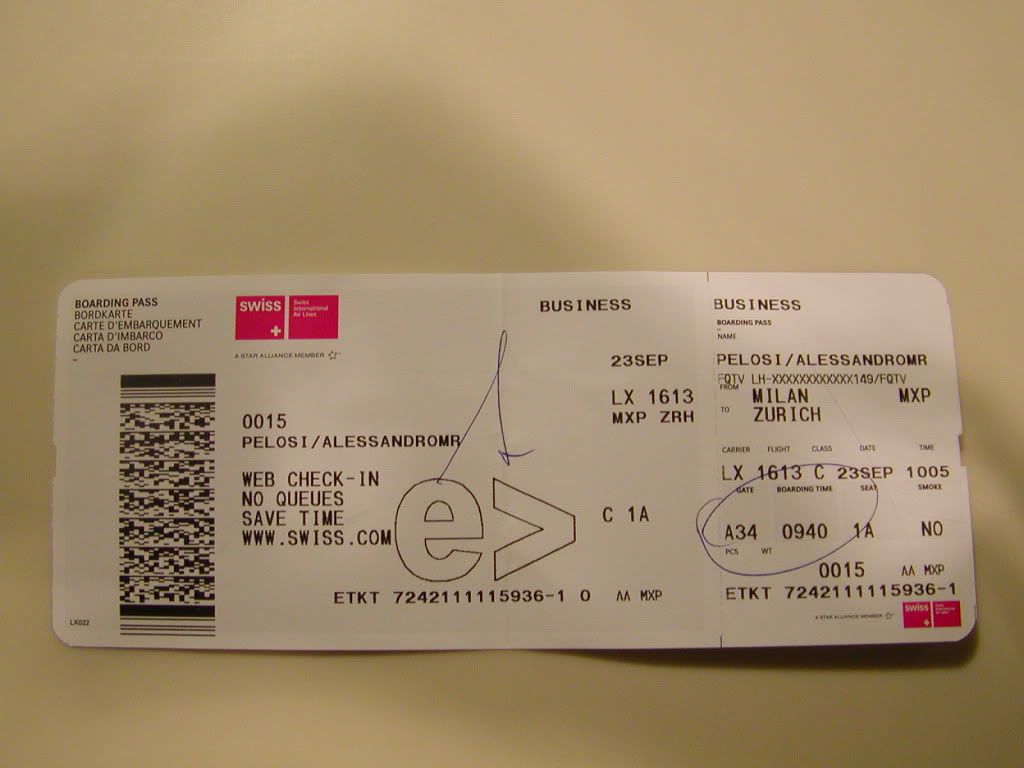 BOARDING PASS
BORDKARTE
CARTE D'EMBARQUEMENT
CARTA D'IMBARCO
CARTA DA BORD
swiss
Swiss
International
Air Lines
A STAR ALLIANCE MEMBER
BUSINESS
23SEP
LX 1613
MXP ZRH
0015
PELOSI/ALESSANDROMR
WEB CHECK-IN
NO QUEUES
SAVE TIME
WWW.SWISS.COM
e>
C 1A
ETKT 7242111115936-1 0 AA MXP
LX022
BUSINESS
BOARDING PASS
NAME
PELOSI/ALESSANDROMR
FQTV LH-XXXXXXXXXXXX149/FQTV
FROM MILAN MXP
TO ZURICH
CARRIER FLIGHT CLASS DATE TIME
LX 1613 C 23SEP 1005
GATE BOARDING TIME SEAT SMOKE
A34 0940 1A NO
PCS WT
0015 AA MXP
ETKT 7242111115936-1
A STAR ALLIANCE MEMBER
swiss